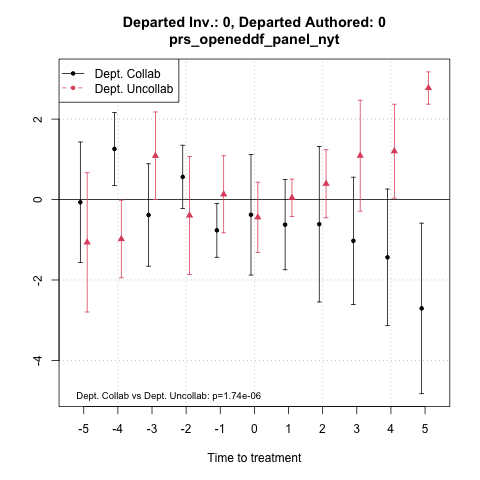 Departed Inv.: 0, Departed Authored: 0
prs_openeddf_panel_nyt
Dept. Collab
Dept. Uncollab
2
0
-2
-4
Dept. Collab vs Dept. Uncollab: p=1.74e-06
-5 -4 -3 -2 -1 0 1 2 3 4 5
Time to treatment